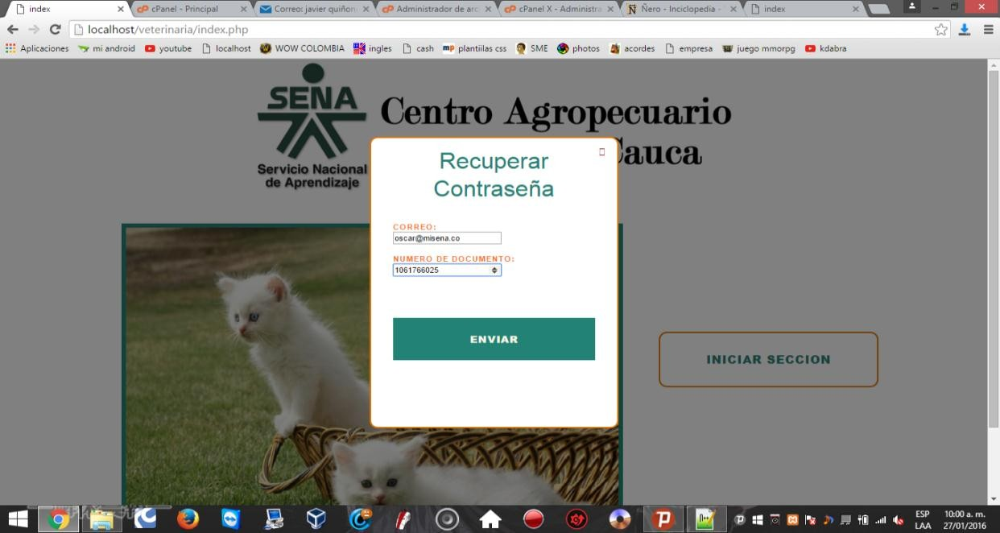 index
cPanel - Principal
Correo: javier quiñon
Administrador de arc
cPanel X - Administra
Ñero - Inciclopedia -
index
localhost/veterinaria/index.php
Aplicaciones
mi android
youtube
localhost
WOW COLOMBIA
ingles
cash
mp plantiilas css
SME
photos
acordes
empresa
juego mmorpg
kdabra
SENA
Servicio Nacional
de Aprendizaje
Centro Agropecuario
Cauca
Recuperar
Contraseña
CORREO:
oscar@misena.co
NUMERO DE DOCUMENTO:
1061766025
ENVIAR
INICIAR SECCION
ESP
LAA
10:00 a. m.
27/01/2016